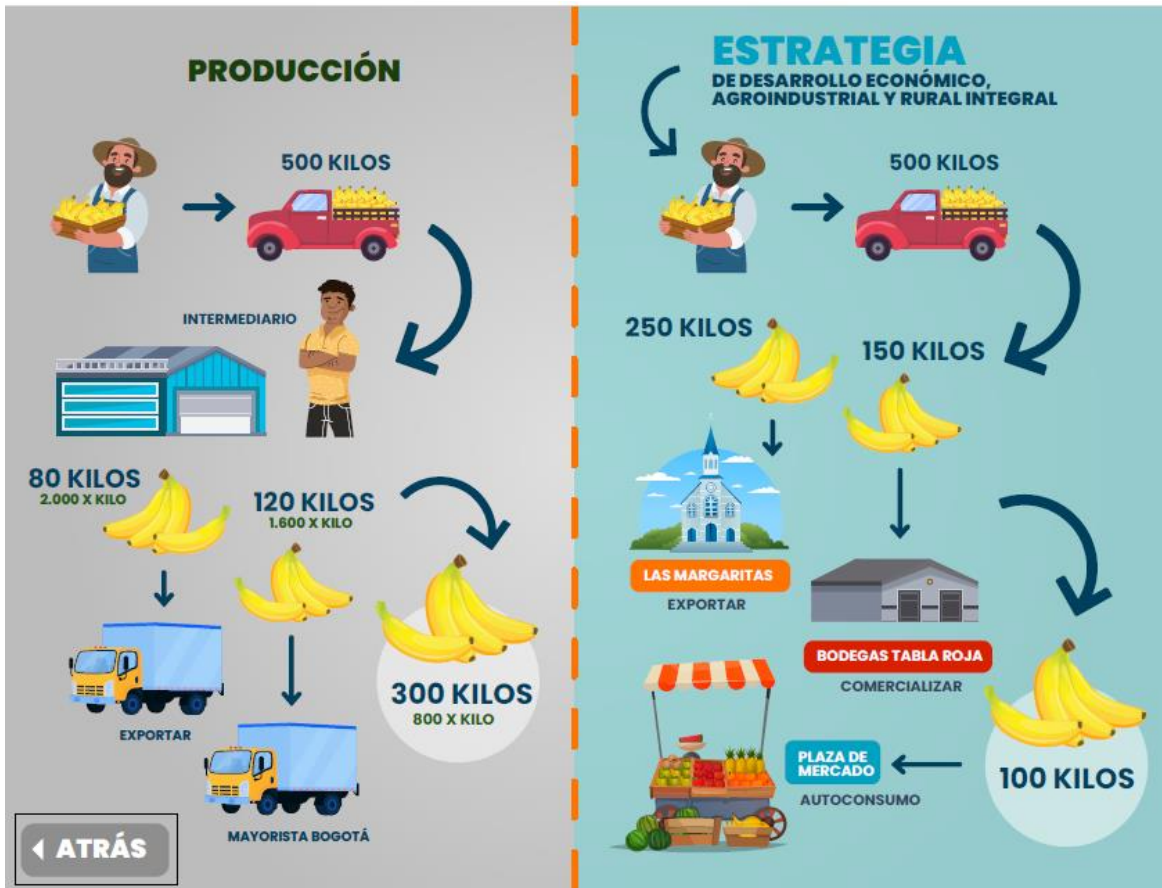 PRODUCCIÓN
500 KILOS
INTERMEDIARIO
80 KILOS
2.000 X KILO
120 KILOS
1.600 X KILO
300 KILOS
800 X KILO
EXPORTAR
MAYORISTA BOGOTÁ
ATRÁS
ESTRATEGIA
DE DESARROLLO ECONÓMICO,
AGROINDUSTRIAL Y RURAL INTEGRAL
500 KILOS
250 KILOS
150 KILOS
LAS MARGARITAS
EXPORTAR
BODEGAS TABLA ROJA
COMERCIALIZAR
100 KILOS
PLAZA DE
MERCADO
AUTOCONSUMO